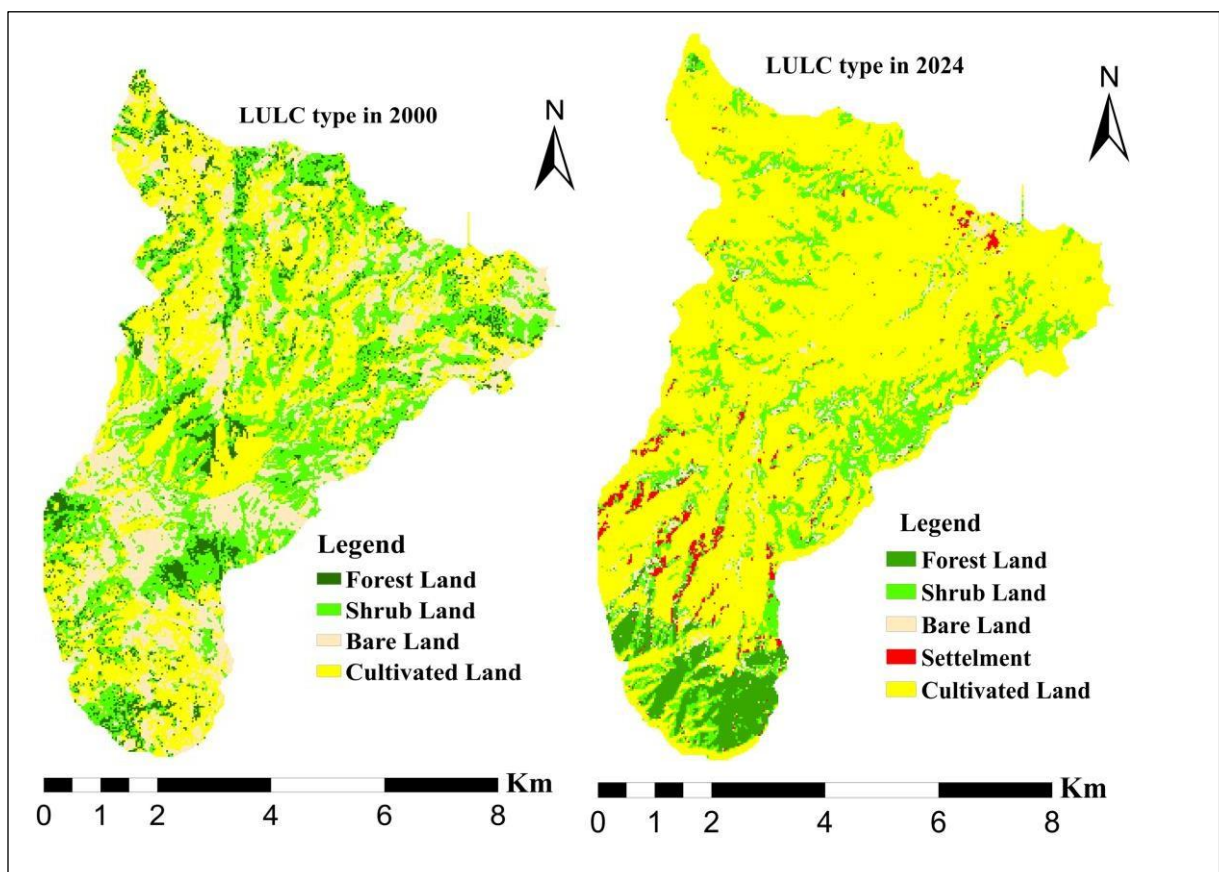 LULC type in 2000
N
Legend
Forest Land
Shrub Land
Bare Land
Cultivated Land
Km
0 1 2 4 6 8
LULC type in 2024
N
Legend
Forest Land
Shrub Land
Bare Land
Settelment
Cultivated Land
Km
0 1 2 4 6 8